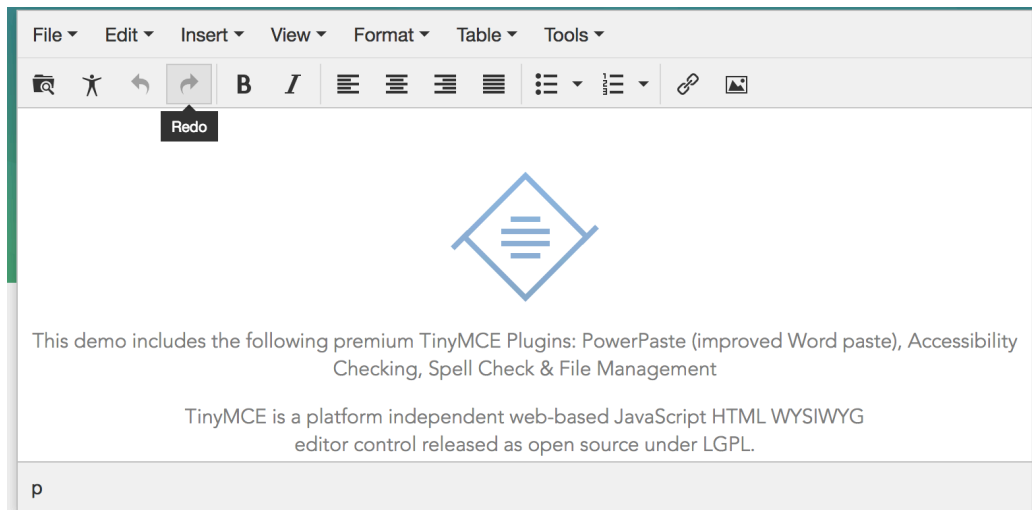 File Edit Insert View Format Table Tools
B I
Redo
This demo includes the following premium TinyMCE Plugins: PowerPaste (improved Word paste), Accessibility
Checking, Spell Check & File Management
TinyMCE is a platform independent web-based JavaScript HTML WYSIWYG
editor control released as open source under LGPL.
p